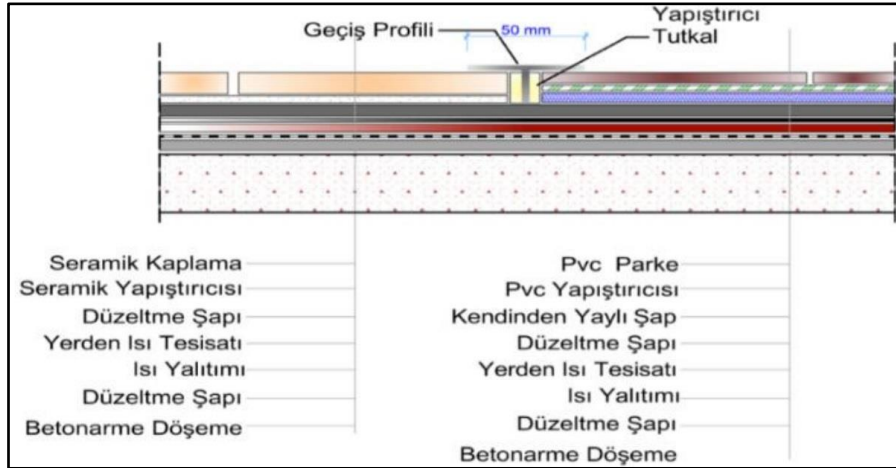 Geçiş Profili
50 mm
Yapıştırıcı
Tutkal
Seramik Kaplama
Seramik Yapıştırıcısı
Düzeltme Şapı
Yerden Isı Tesisatı
Isı Yalıtımı
Düzeltme Şapı
Betonarme Döşeme
Pvc Parke
Pvc Yapıştırıcısı
Kendinden Yaylı Şap
Düzeltme Şapı
Yerden Isı Tesisatı
Isı Yalıtımı
Düzeltme Şapı
Betonarme Döşeme